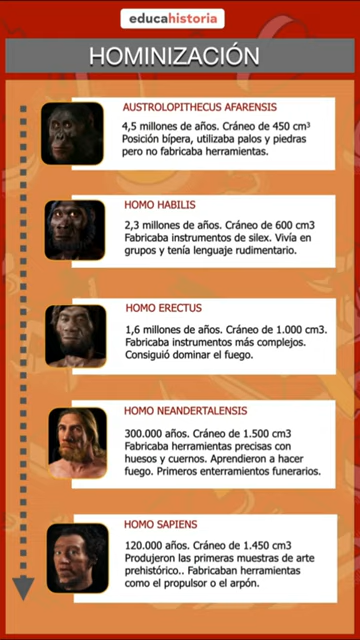 educahistoria
HOMINIZACIÓN
AUSTROLOPITHECUS AFARENSIS
4,5 millones de años. Cráneo de 450 cm³
Posición bípera, utilizaba palos y piedras
pero no fabricaba herramientas.
HOMO HABILIS
2,3 millones de años. Cráneo de 600 cm3
Fabricaba instrumentos de silex. Vivía en
grupos y tenía lenguaje rudimentario.
HOMO ERECTUS
1,6 millones de años. Cráneo de 1.000 cm3.
Fabricaba instrumentos más complejos.
Consiguió dominar el fuego.
HOMO NEANDERTALENSIS
300.000 años. Cráneo de 1.500 cm3
Fabricaba herramientas precisas con
huesos y cuernos. Aprendieron a hacer
fuego. Primeros enterramientos funerarios.
HOMO SAPIENS
120.000 años. Cráneo de 1.450 cm3
Produjeron las primeras muestras de arte
prehistórico.. Fabricaban herramientas
como el propulsor o el arpón.